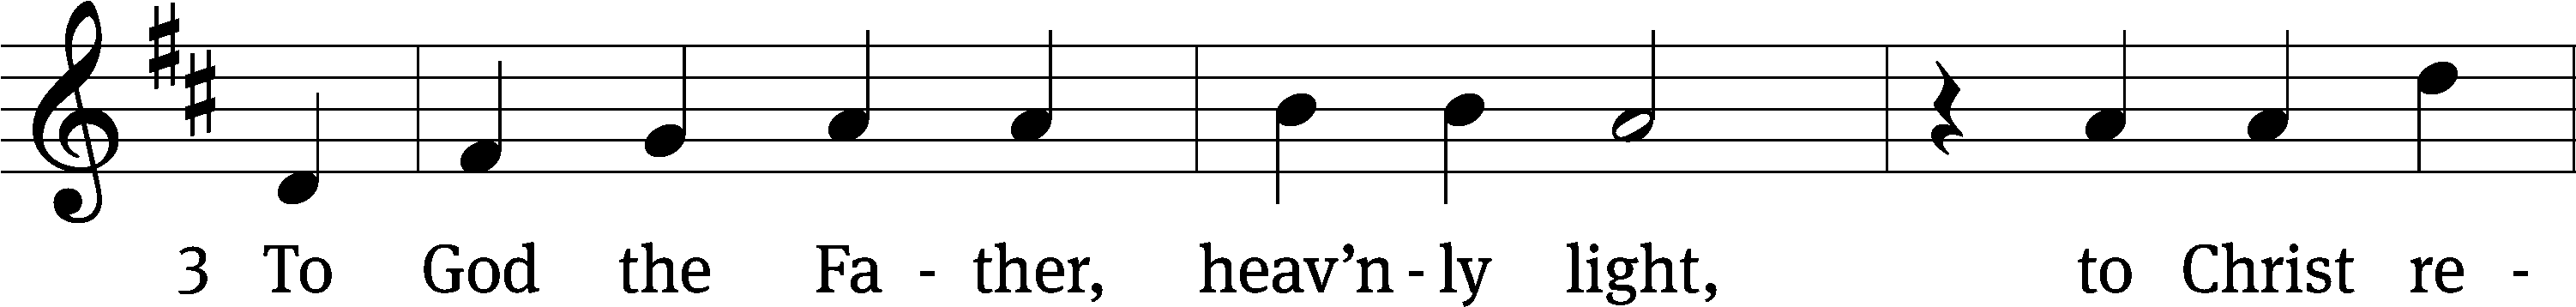 3 To God the Fa - ther, heav’n - ly light, to Christ re -